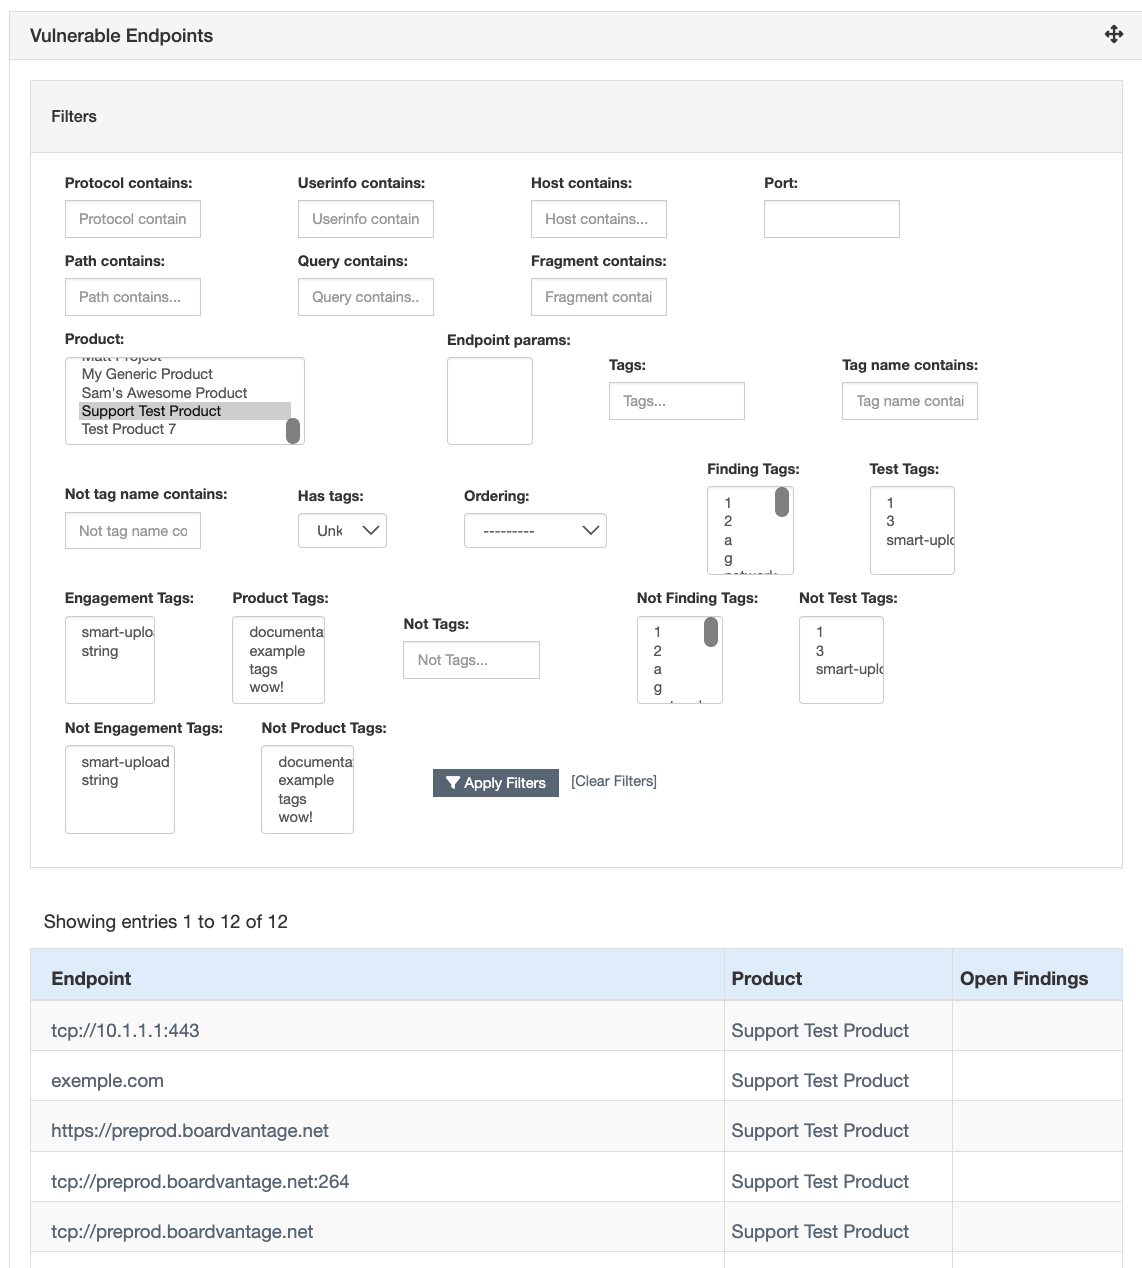 Vulnerable Endpoints
Filters
Protocol contains: Userinfo contains: Host contains: Port:
Protocol contain Userinfo contain Host contains...
Path contains: Query contains: Fragment contains:
Path contains... Query contains.. Fragment contai
Product: Endpoint params:
Matt Project
My Generic Product
Sam's Awesome Product
Support Test Product
Test Product 7
Tags: Tag name contains:
Tags... Tag name contai
Not tag name contains: Has tags: Ordering:
Not tag name co Unk ---------
Finding Tags: Test Tags:
1
2
a
g
network
1
3
smart-uplo
Engagement Tags: Product Tags:
smart-uplo
string
documenta
example
tags
wow!
Not Tags:
Not Tags...
Not Finding Tags: Not Test Tags:
1
2
a
g
1
3
smart-uplo
Not Engagement Tags: Not Product Tags:
smart-upload
string
documenta
example
tags
wow!
Apply Filters [Clear Filters]
Showing entries 1 to 12 of 12
Endpoint Product Open Findings
tcp://10.1.1.1:443 Support Test Product
exemple.com Support Test Product
https://preprod.boardvantage.net Support Test Product
tcp://preprod.boardvantage.net:264 Support Test Product
tcp://preprod.boardvantage.net Support Test Product